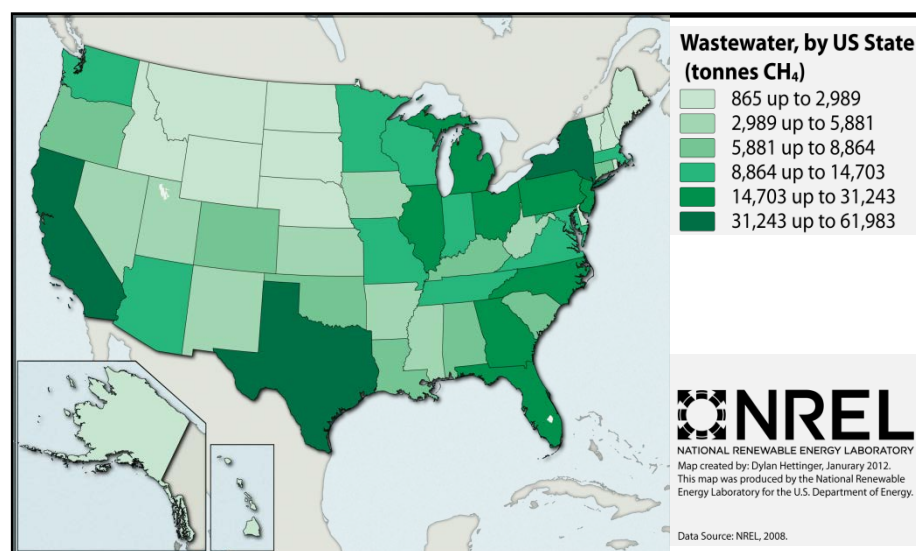 Wastewater, by US State
(tonnes CH₄)
865 up to 2,989
2,989 up to 5,881
5,881 up to 8,864
8,864 up to 14,703
14,703 up to 31,243
31,243 up to 61,983
NREL
NATIONAL RENEWABLE ENERGY LABORATORY
Map created by: Dylan Hettinger, Janurary 2012.
This map was produced by the National Renewable
Energy Laboratory for the U.S. Department of Energy.
Data Source: NREL, 2008.